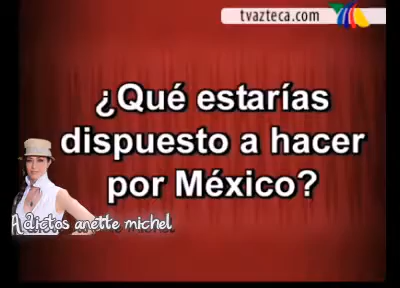 tvazteca.com
¿Qué estarías
dispuesto a hacer
por México?
Adictos anette michel